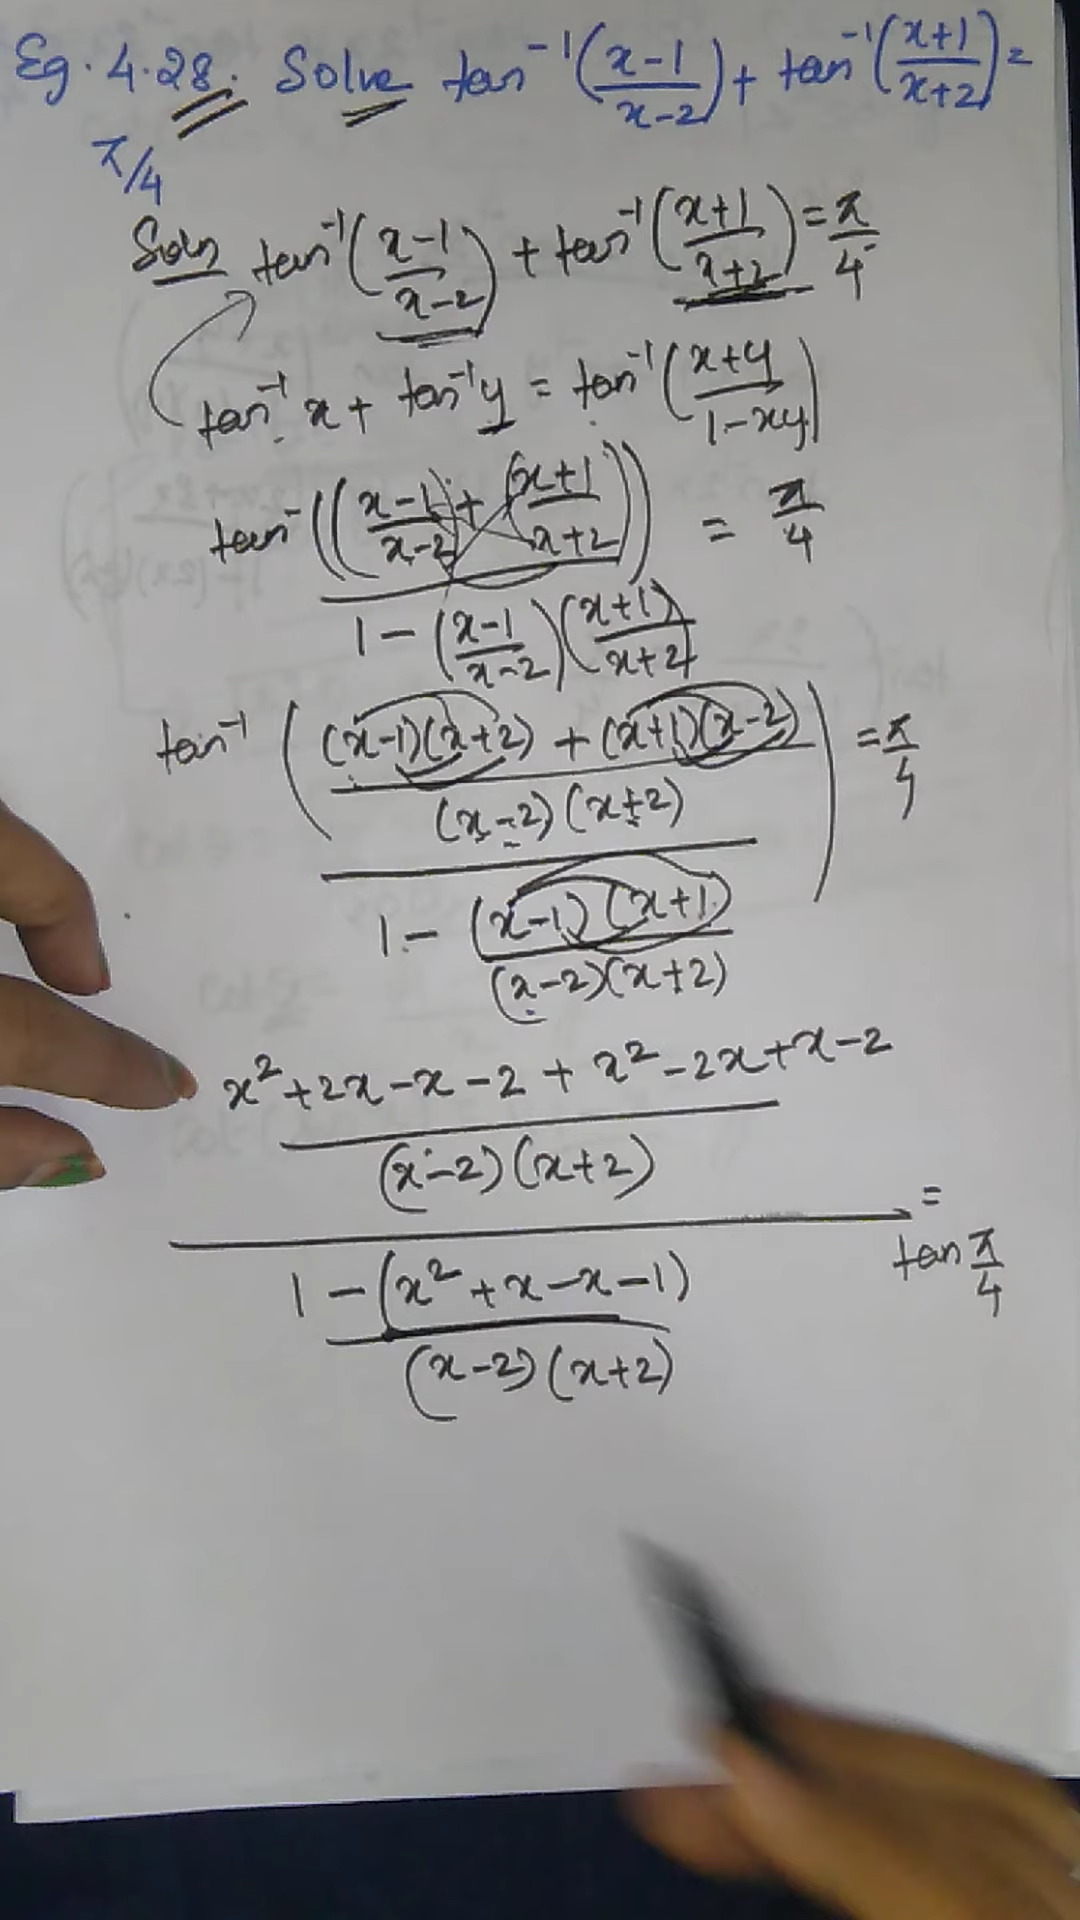 Eg. 4.28. Solve tan⁻¹((x-1)/(x-2)) + tan⁻¹((x+1)/(x+2)) =
π/4
Soln tan⁻¹((x-1)/(x-2)) + tan⁻¹((x+1)/(x+2)) = π/4
tan⁻¹ x + tan⁻¹ y = tan⁻¹((x+y)/(1-xy))
tan⁻(((x-1)/(x-2) + (x+1)/(x+2))) / (1 - ((x-1)/(x-2))((x+1)/(x+2))) = π/4
tan⁻¹(((x-1)(x+2) + (x+1)(x-2)) / ((x-2)(x+2)) / (1 - ((x-1)(x+1))/((x-2)(x+2)))) = π/4
x² + 2x - x - 2 + x² - 2x + x - 2
(x-2)(x+2)
= tan π/4
1 - (x² + x - x - 1)
(x-2)(x+2)